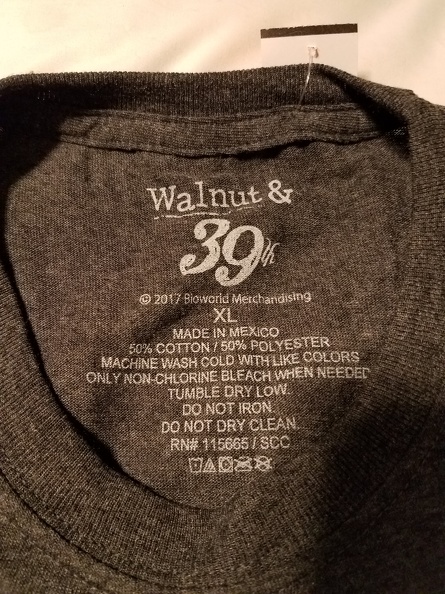 Walnut &
39th
© 2017 Bioworld Merchandising
XL
MADE IN MEXICO
50% COTTON / 50% POLYESTER
MACHINE WASH COLD WITH LIKE COLORS
ONLY NON-CHLORINE BLEACH WHEN NEEDED
TUMBLE DRY LOW.
DO NOT IRON.
DO NOT DRY CLEAN.
RN# 115665 / SCC